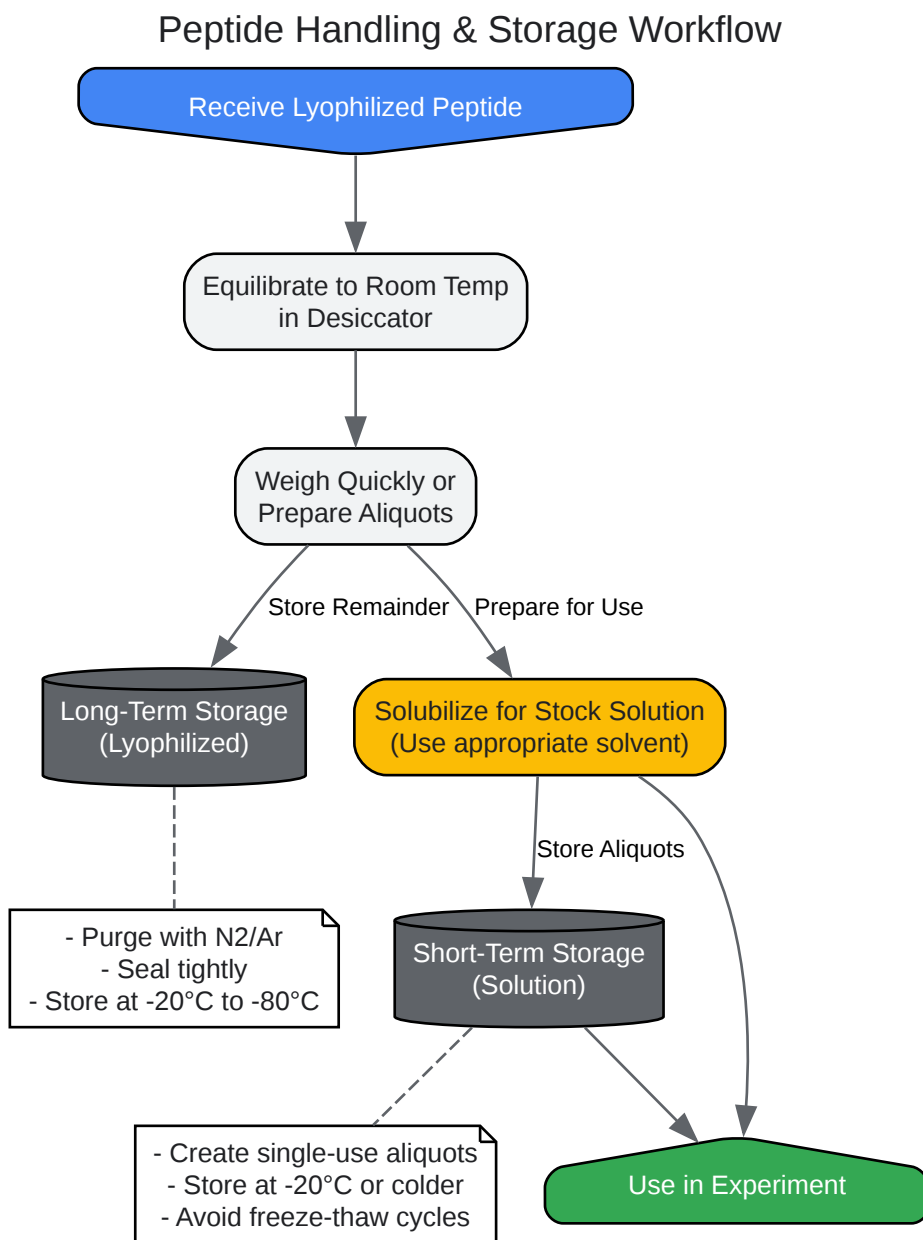 Peptide Handling & Storage Workflow
Receive Lyophilized Peptide
Equilibrate to Room Temp
in Desiccator
Weigh Quickly or
Prepare Aliquots
Store Remainder
Prepare for Use
Long-Term Storage
(Lyophilized)
Solubilize for Stock Solution
(Use appropriate solvent)
Store Aliquots
- Purge with N2/Ar
- Seal tightly
- Store at -20°C to -80°C
Short-Term Storage
(Solution)
- Create single-use aliquots
- Store at -20°C or colder
- Avoid freeze-thaw cycles
Use in Experiment